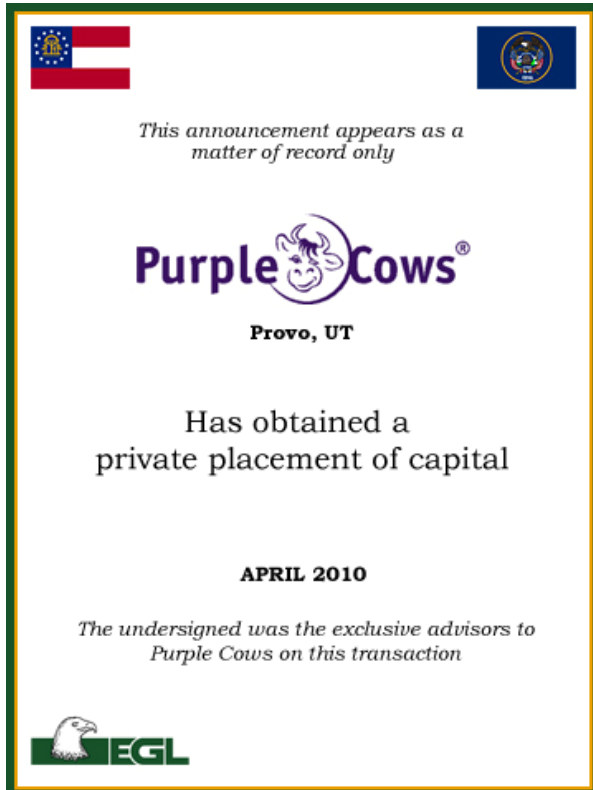 This announcement appears as a
matter of record only
Purple Cows®
Provo, UT
Has obtained a
private placement of capital
APRIL 2010
The undersigned was the exclusive advisors to
Purple Cows on this transaction
EGL